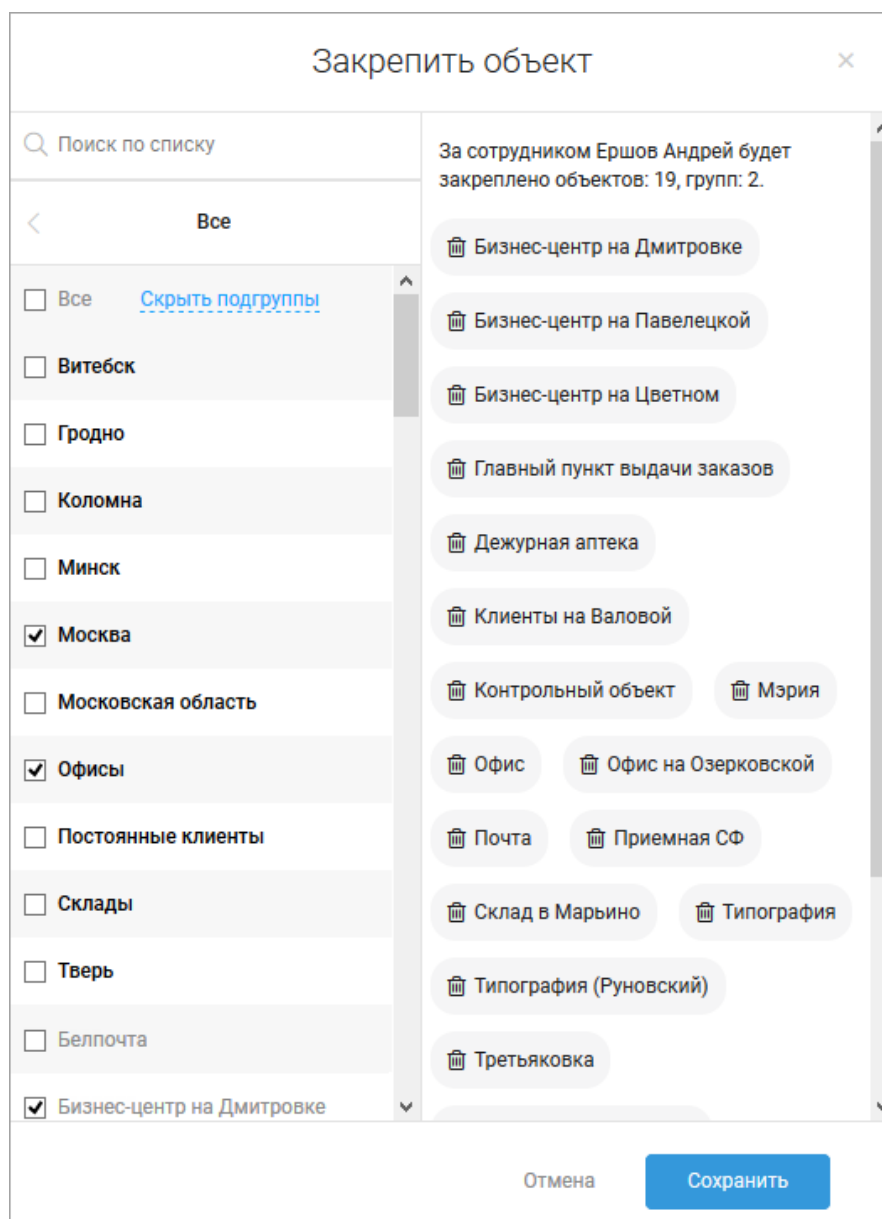 Закрепить объект
Поиск по списку
Все
Все Скрыть подгруппы
Витебск
Гродно
Коломна
Минск
Москва
Московская область
Офисы
Постоянные клиенты
Склады
Тверь
Белпочта
Бизнес-центр на Дмитровке
За сотрудником Ершов Андрей будет
закреплено объектов: 19, групп: 2.
Бизнес-центр на Дмитровке
Бизнес-центр на Павелецкой
Бизнес-центр на Цветном
Главный пункт выдачи заказов
Дежурная аптека
Клиенты на Валовой
Контрольный объект Мэрия
Офис Офис на Озерковской
Почта Приемная СФ
Склад в Марьино Типография
Типография (Руновский)
Третьяковка
Отмена Сохранить